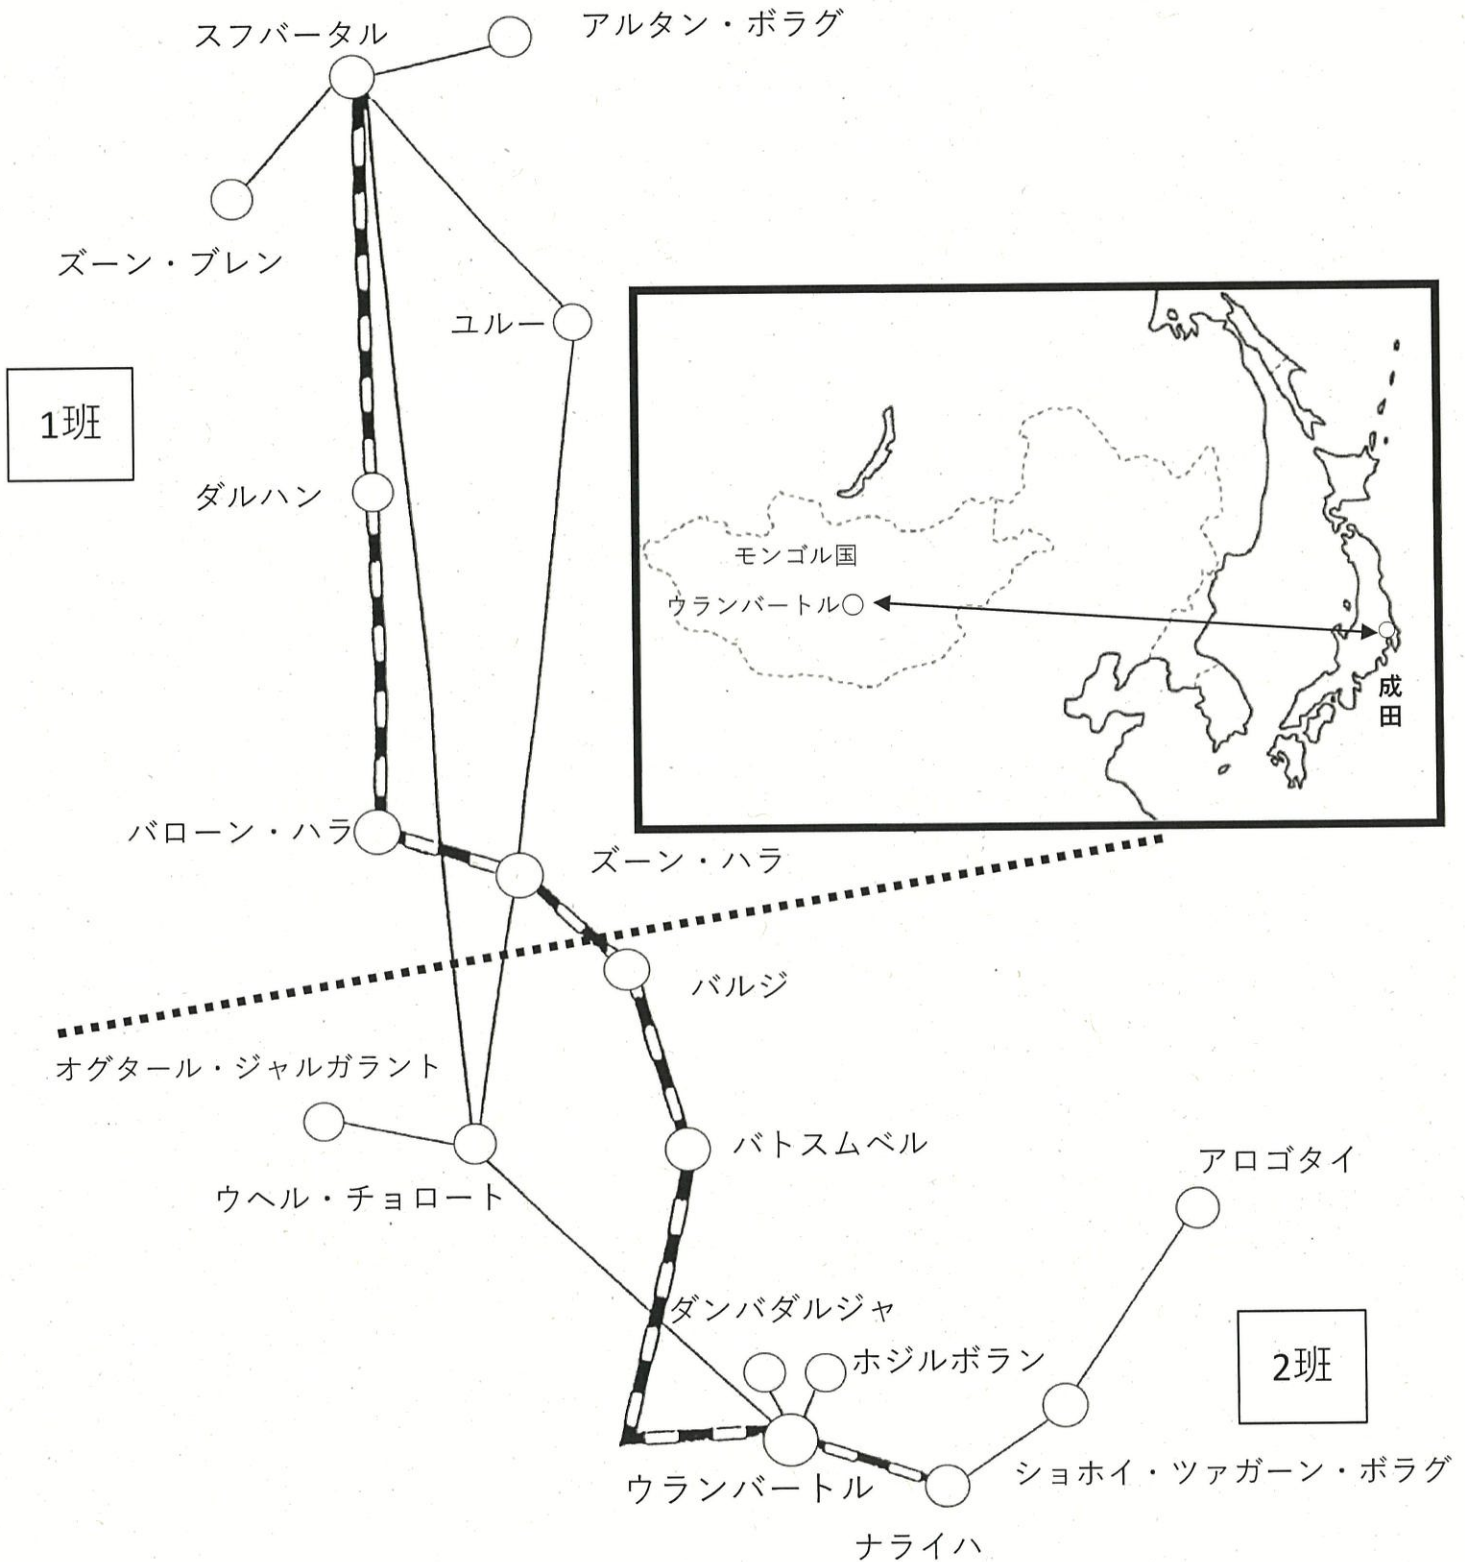 スフバータル
アルタン・ボラグ
ズーン・ブレン
ユルー
1班
ダルハン
モンゴル国
ウランバートル
成田
バローン・ハラ
ズーン・ハラ
バルジ
オグタール・ジャルガラント
バトスムベル
アロゴタイ
ウヘル・チョロート
ダンバダルジャ
ホジルボラン
2班
ショホイ・ツァガーン・ボラグ
ウランバートル
ナライハ